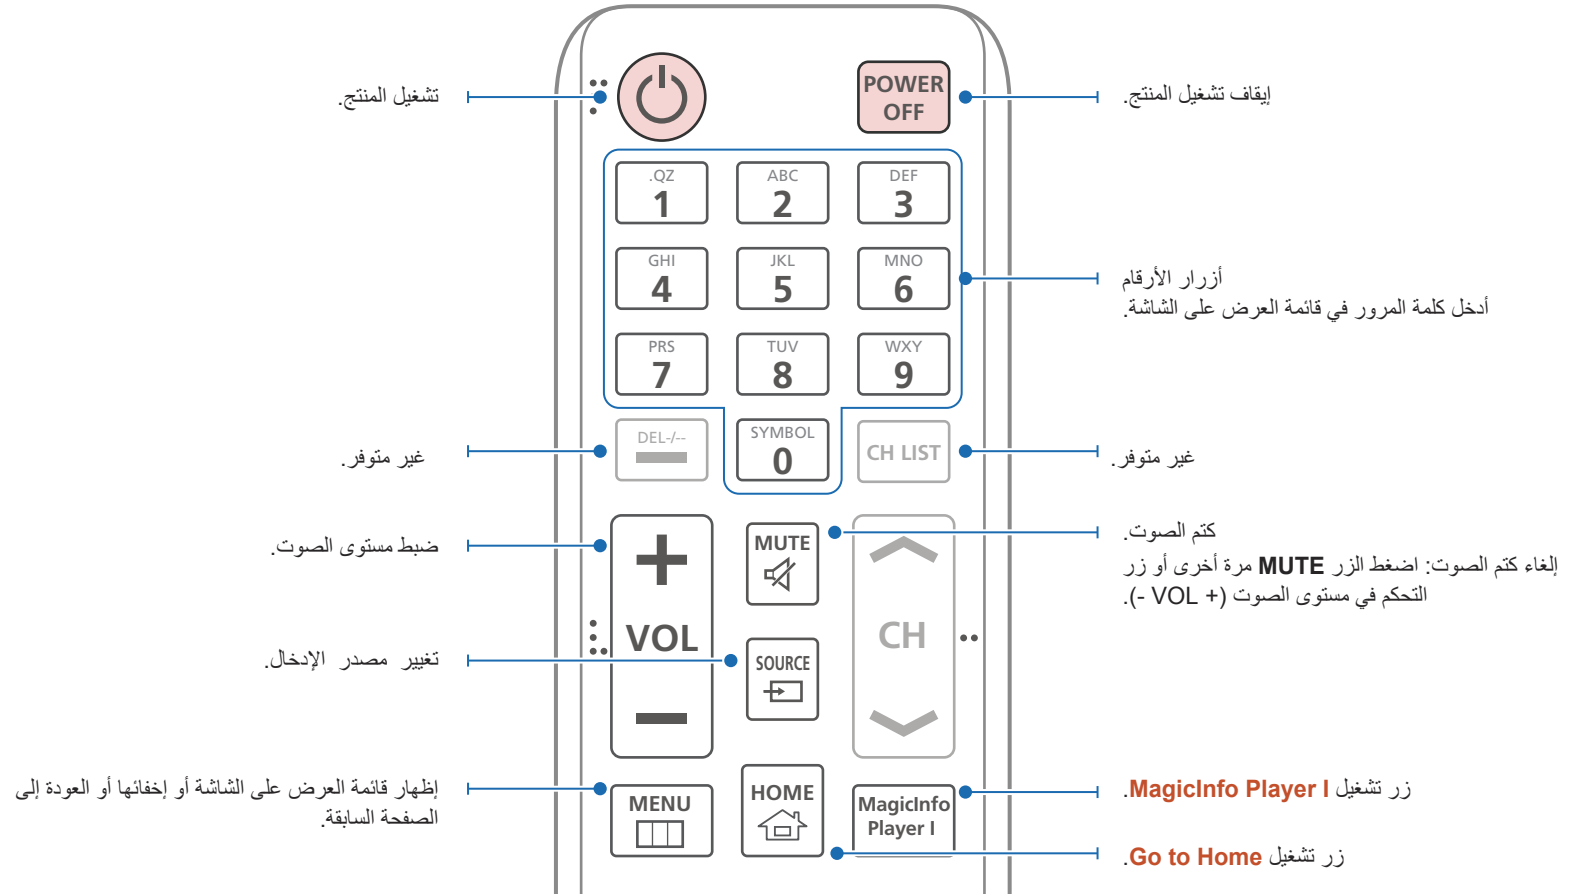 تشغيل المنتج.
POWER
OFF
إيقاف تشغيل المنتج.
.QZ
1
ABC
2
DEF
3
GHI
4
JKL
5
MNO
6
أزرار الأرقام
أدخل كلمة المرور في قائمة العرض على الشاشة.
PRS
7
TUV
8
WXY
9
غير متوفر.
DEL-/--
SYMBOL
0
CH LIST
غير متوفر.
ضبط مستوى الصوت.
VOL
MUTE
كتم الصوت.
إلغاء كتم الصوت: اضغط الزر MUTE مرة أخرى أو زر
التحكم في مستوى الصوت (+ VOL -).
CH
تغيير مصدر الإدخال.
SOURCE
إظهار قائمة العرض على الشاشة أو إخفائها أو العودة إلى
الصفحة السابقة.
MENU
HOME
MagicInfo
Player I
زر تشغيل MagicInfo Player I.
زر تشغيل Go to Home.